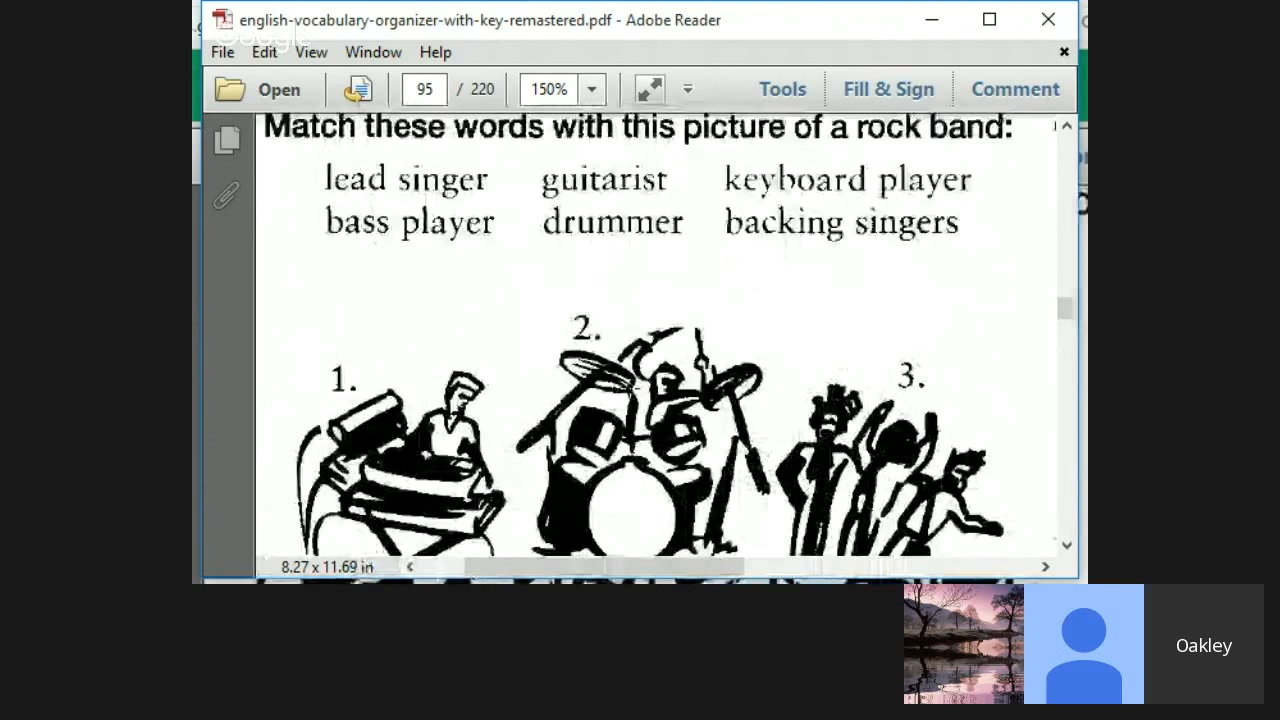 english-vocabulary-organizer-with-key-remastered.pdf - Adobe Reader
Google
File Edit View Window Help
Open 95 / 220 150% Tools Fill & Sign Comment
Match these words with this picture of a rock band:
lead singer guitarist keyboard player
bass player drummer backing singers
2.
1. 3.
8.27 x 11.69 in
Oakley